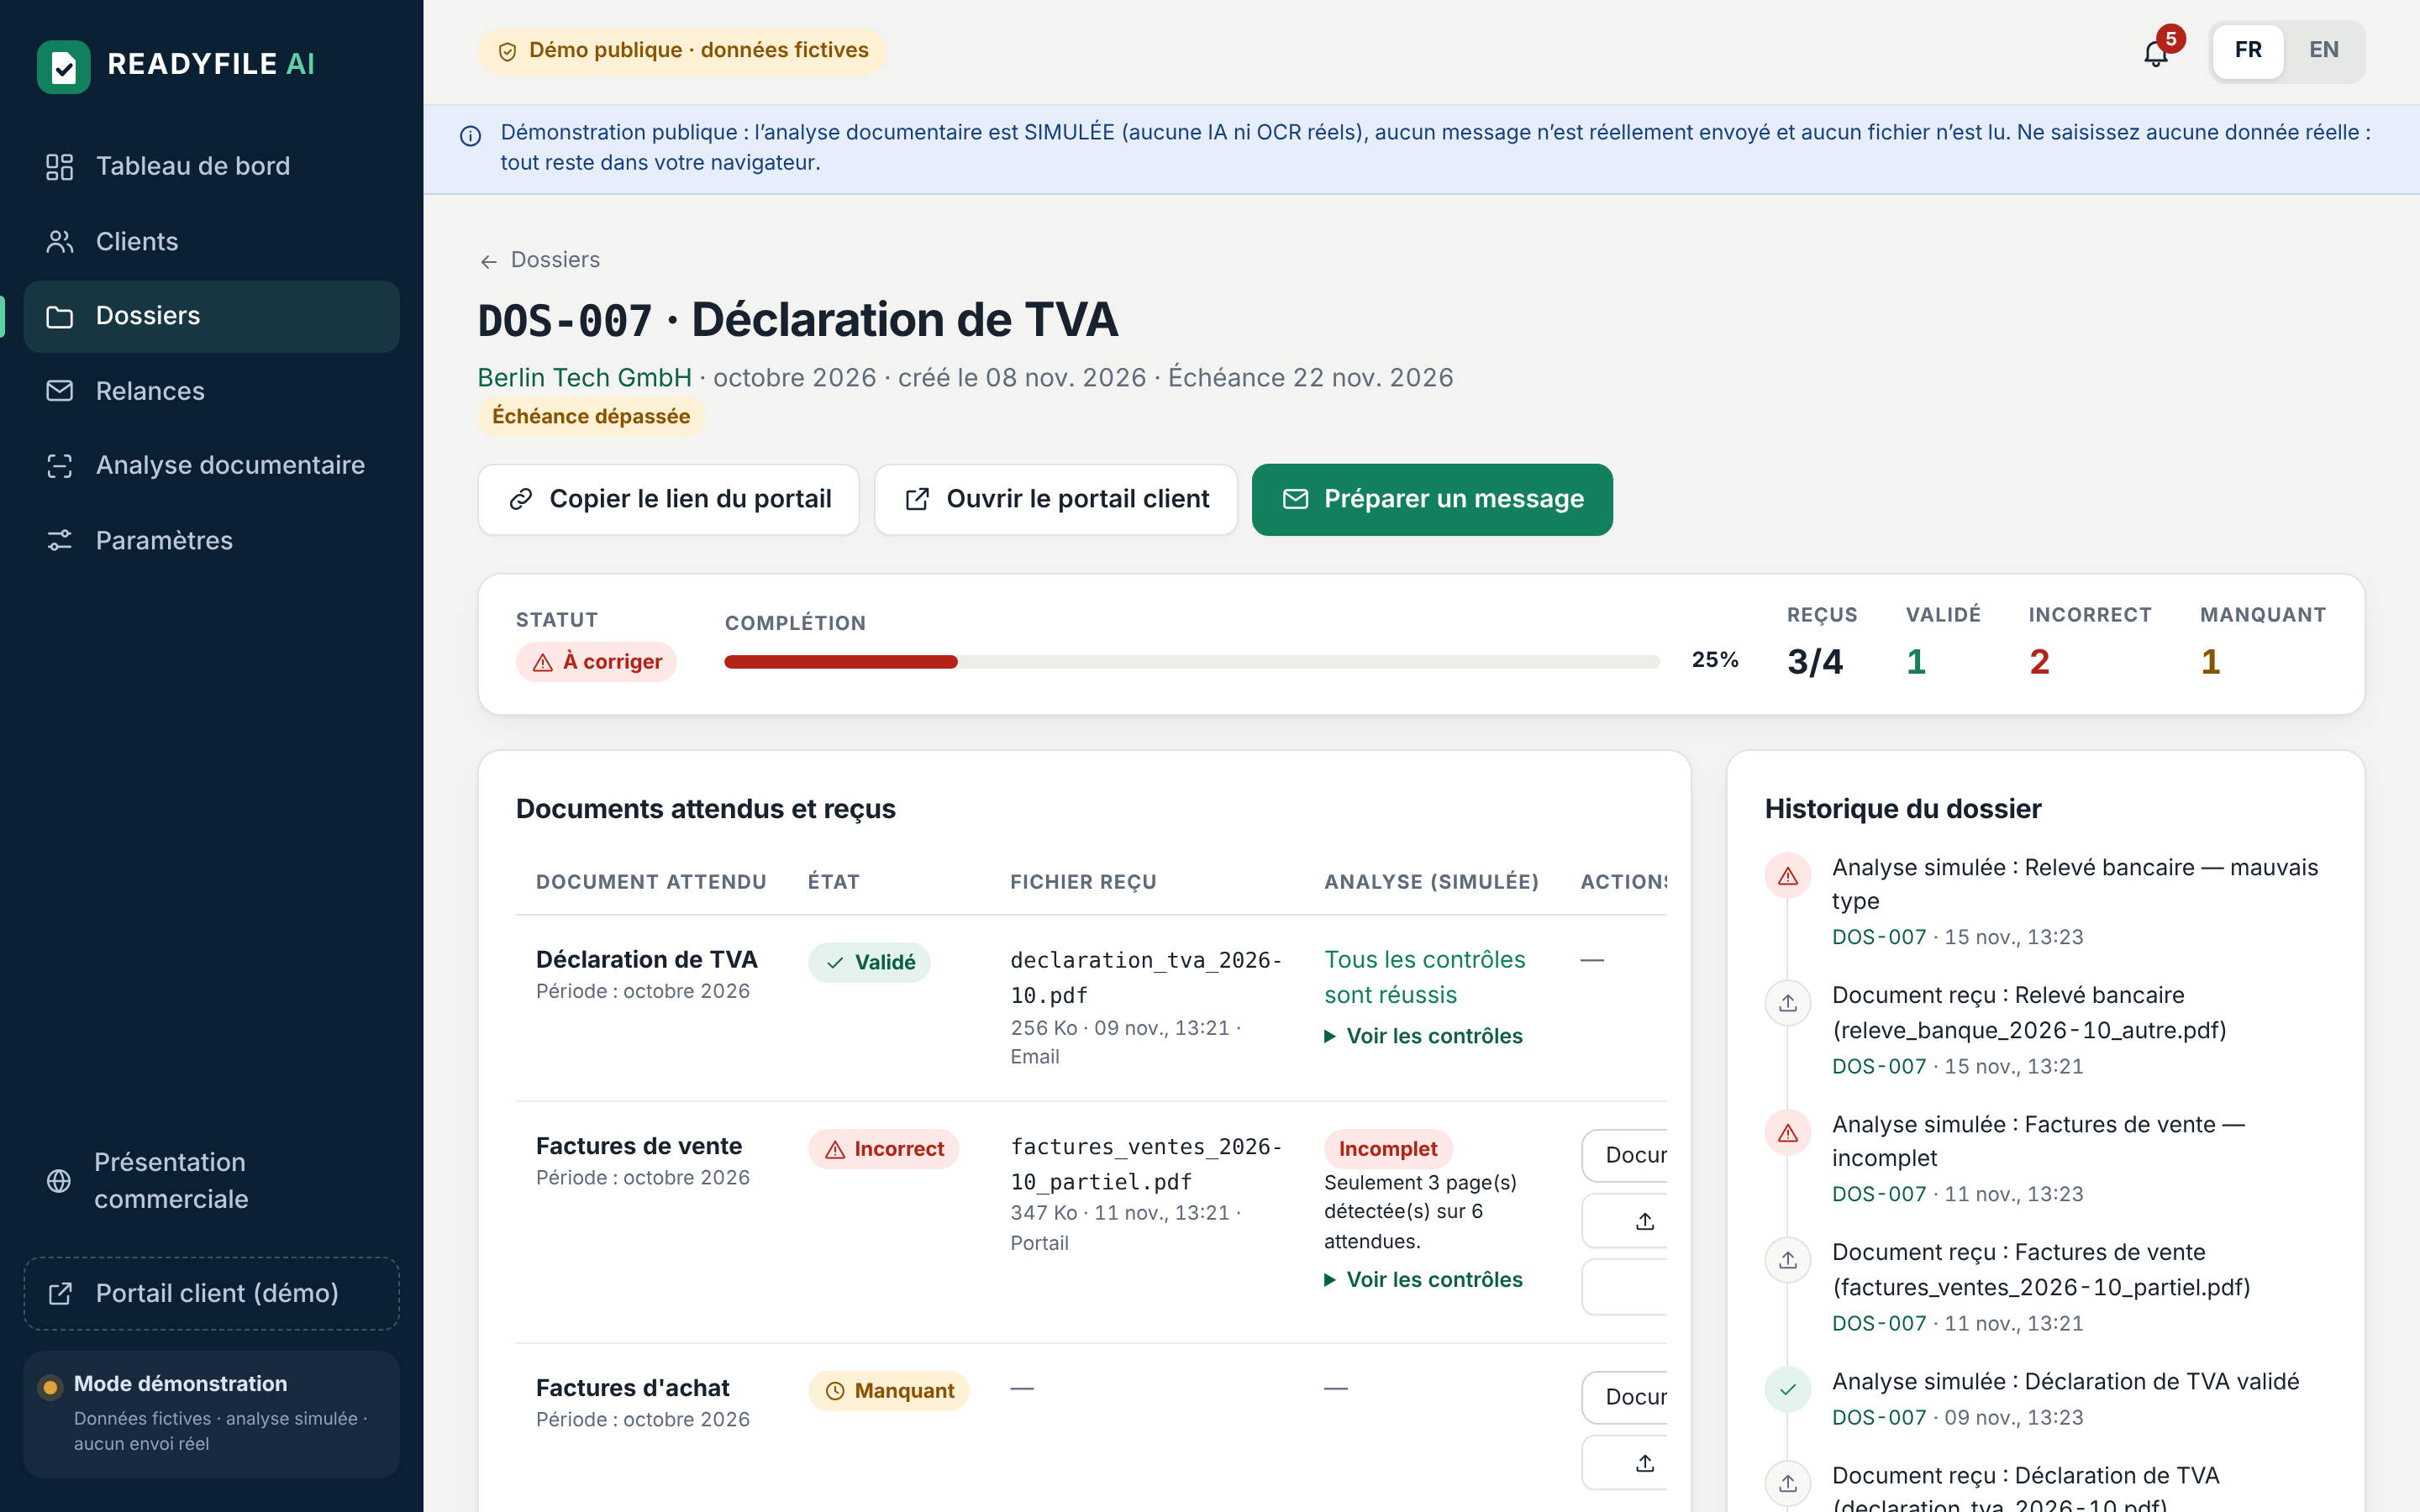 READYFILE AI
Tableau de bord
Clients
Dossiers
Relances
Analyse documentaire
Paramètres
Présentation
commerciale
Portail client (démo)
Mode démonstration
Données fictives · analyse simulée ·
aucun envoi réel
Démo publique · données fictives
5
FR
EN
Démonstration publique : l’analyse documentaire est SIMULÉE (aucune IA ni OCR réels), aucun message n’est réellement envoyé et aucun fichier n’est lu. Ne saisissez aucune donnée réelle :
tout reste dans votre navigateur.
← Dossiers
DOS-007 · Déclaration de TVA
Berlin Tech GmbH · octobre 2026 · créé le 08 nov. 2026 · Échéance 22 nov. 2026
Échéance dépassée
Copier le lien du portail
Ouvrir le portail client
Préparer un message
STATUT
À corriger
COMPLÉTION
25%
REÇUS
3/4
VALIDÉ
1
INCORRECT
2
MANQUANT
1
Documents attendus et reçus
DOCUMENT ATTENDU
ÉTAT
FICHIER REÇU
ANALYSE (SIMULÉE)
ACTIONS
Déclaration de TVA
Période : octobre 2026
Validé
declaration_tva_2026-
10.pdf
256 Ko · 09 nov., 13:21 ·
Email
Tous les contrôles
sont réussis
▶ Voir les contrôles
—
Factures de vente
Période : octobre 2026
Incorrect
factures_ventes_2026-
10_partiel.pdf
347 Ko · 11 nov., 13:21 ·
Portail
Incomplet
Seulement 3 page(s)
détectée(s) sur 6
attendues.
▶ Voir les contrôles
Docur
Factures d'achat
Période : octobre 2026
Manquant
—
—
Docur
Historique du dossier
Analyse simulée : Relevé bancaire — mauvais
type
DOS-007 · 15 nov., 13:23
Document reçu : Relevé bancaire
(releve_banque_2026-10_autre.pdf)
DOS-007 · 15 nov., 13:21
Analyse simulée : Factures de vente —
incomplet
DOS-007 · 11 nov., 13:23
Document reçu : Factures de vente
(factures_ventes_2026-10_partiel.pdf)
DOS-007 · 11 nov., 13:21
Analyse simulée : Déclaration de TVA validé
DOS-007 · 09 nov., 13:23
Document reçu : Déclaration de TVA
(declaration_tva_2026-10.pdf)